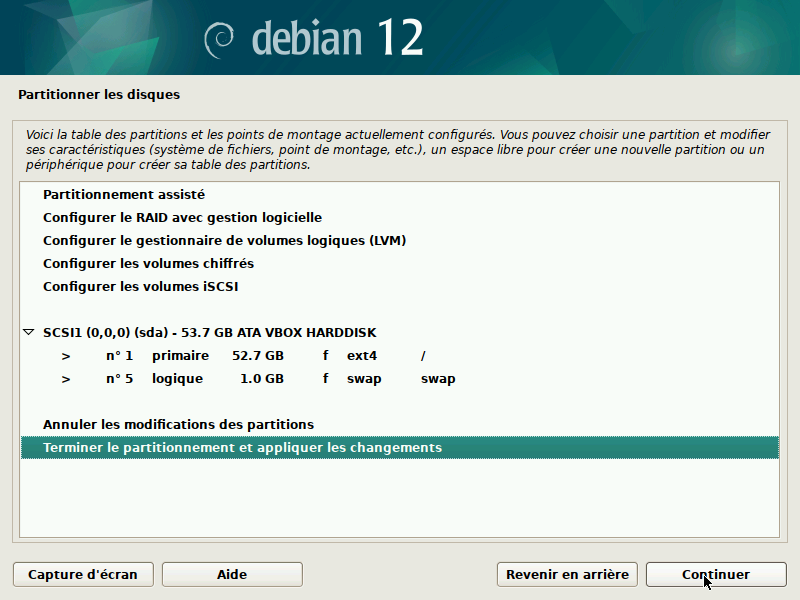 debian 12
Partitionner les disques
Voici la table des partitions et les points de montage actuellement configurés. Vous pouvez choisir une partition et modifier
ses caractéristiques (système de fichiers, point de montage, etc.), un espace libre pour créer une nouvelle partition ou un
périphérique pour créer sa table des partitions.
Partitionnement assisté
Configurer le RAID avec gestion logicielle
Configurer le gestionnaire de volumes logiques (LVM)
Configurer les volumes chiffrés
Configurer les volumes iSCSI
SCSI1 (0,0,0) (sda) - 53.7 GB ATA VBOX HARDDISK
> n° 1 primaire 52.7 GB f ext4 /
> n° 5 logique 1.0 GB f swap swap
Annuler les modifications des partitions
Terminer le partitionnement et appliquer les changements
Capture d'écran Aide Revenir en arrière Continuer